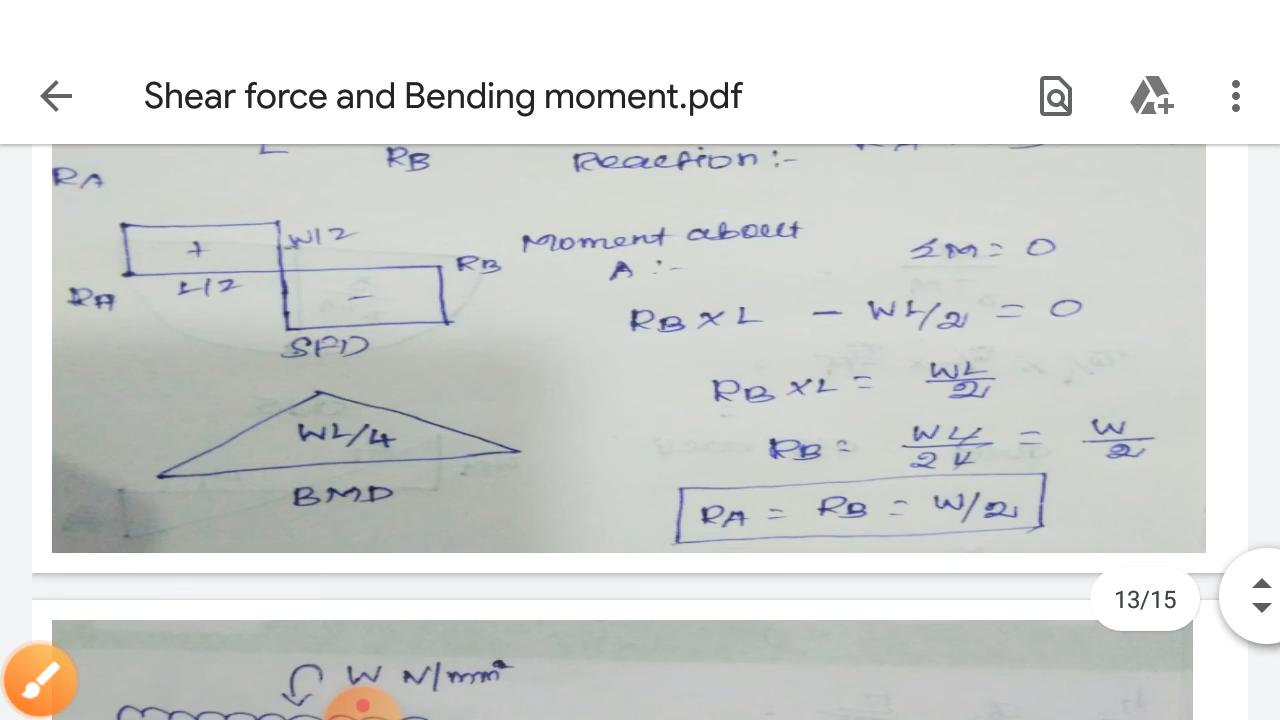 Shear force and Bending moment.pdf
RA
RB
Reaction :-
+
W/2
L/2
RA
RB
-
SFD
WL/4
BMD
Moment about
A :-
ΣM = 0
RB × L - WL/2 = 0
RB × L = WL/2
RB = WL/2L = W/2
RA = RB = W/2
13/15
W N/mm²